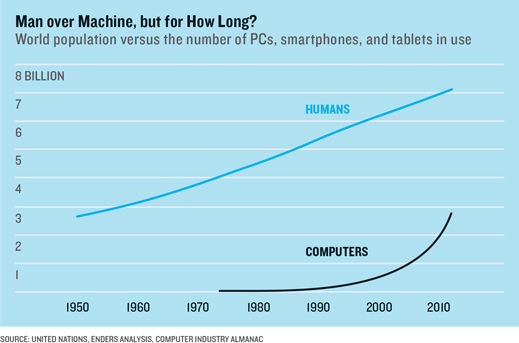 Man over Machine, but for How Long?
World population versus the number of PCs, smartphones, and tablets in use
8 BILLION
7
HUMANS
6
5
4
3
2
COMPUTERS
1
1950 1960 1970 1980 1990 2000 2010
SOURCE: UNITED NATIONS, ENDERS ANALYSIS, COMPUTER INDUSTRY ALMANAC